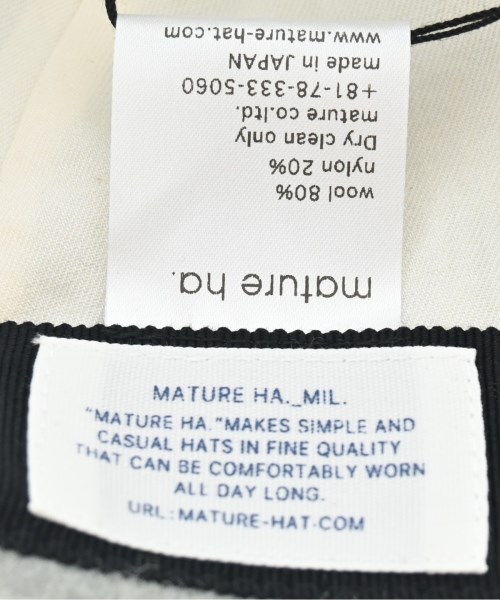 mature ha.
wool 80%
nylon 20%
Dry clean only
mature co.ltd.
+81-78-333-5060
made in JAPAN
www.mature-hat.com
MATURE HA._MIL.
"MATURE HA."MAKES SIMPLE AND
CASUAL HATS IN FINE QUALITY
THAT CAN BE COMFORTABLY WORN
ALL DAY LONG.
URL:MATURE-HAT.COM